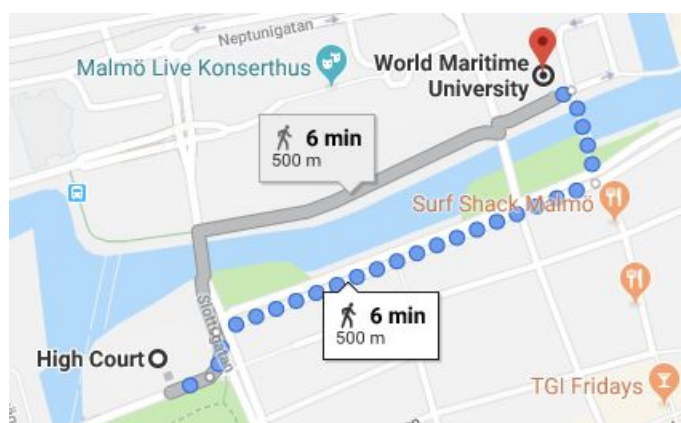 Neptunigatan
Malmö Live Konserthus
World Maritime
University
6 min
500 m
Surf Shack Malmö
Slottsgatan
6 min
500 m
High Court
TGI Fridays